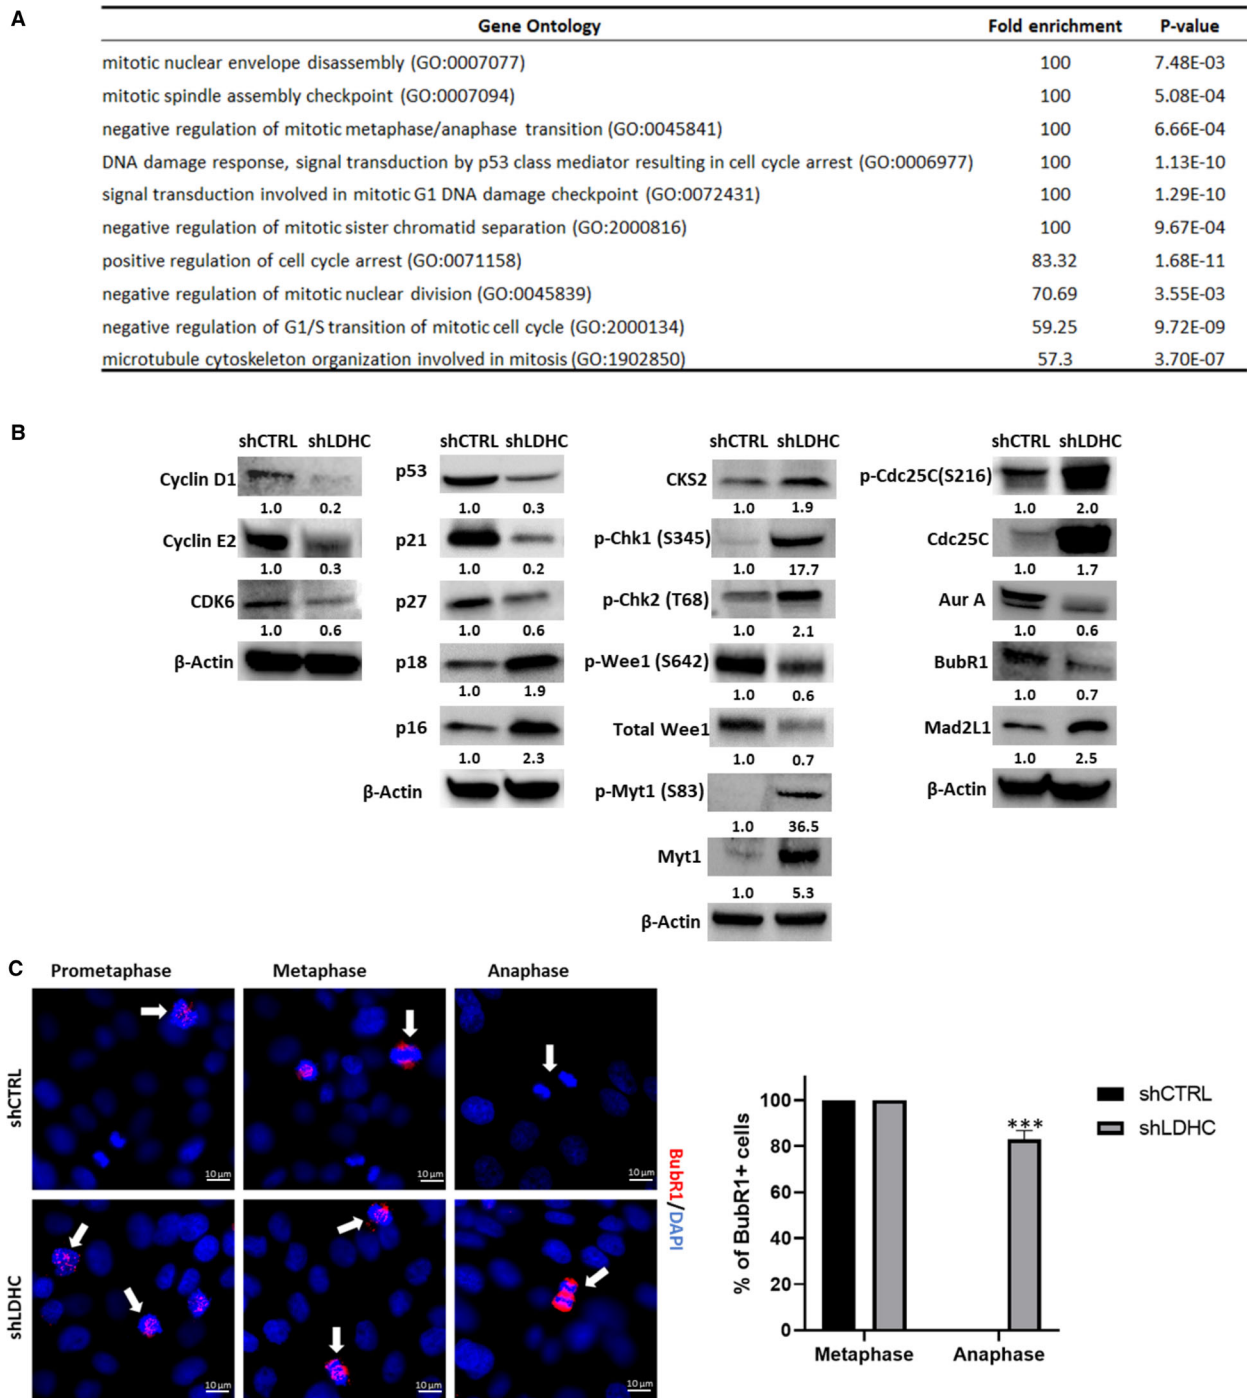 A
Gene Ontology Fold enrichment P-value
mitotic nuclear envelope disassembly (GO:0007077) 100 7.48E-03
mitotic spindle assembly checkpoint (GO:0007094) 100 5.08E-04
negative regulation of mitotic metaphase/anaphase transition (GO:0045841) 100 6.66E-04
DNA damage response, signal transduction by p53 class mediator resulting in cell cycle arrest (GO:0006977) 100 1.13E-10
signal transduction involved in mitotic G1 DNA damage checkpoint (GO:0072431) 100 1.29E-10
negative regulation of mitotic sister chromatid separation (GO:2000816) 100 9.67E-04
positive regulation of cell cycle arrest (GO:0071158) 83.32 1.68E-11
negative regulation of mitotic nuclear division (GO:0045839) 70.69 3.55E-03
negative regulation of G1/S transition of mitotic cell cycle (GO:2000134) 59.25 9.72E-09
microtubule cytoskeleton organization involved in mitosis (GO:1902850) 57.3 3.70E-07
B
shCTRL shLDHC
Cyclin D1
1.0 0.2
Cyclin E2
1.0 0.3
CDK6
1.0 0.6
β-Actin
shCTRL shLDHC
p53
1.0 0.3
p21
1.0 0.2
p27
1.0 0.6
p18
1.0 1.9
p16
1.0 2.3
β-Actin
shCTRL shLDHC
CKS2
1.0 1.9
p-Chk1 (S345)
1.0 17.7
p-Chk2 (T68)
1.0 2.1
p-Wee1 (S642)
1.0 0.6
Total Wee1
1.0 0.7
p-Myt1 (S83)
1.0 36.5
Myt1
1.0 5.3
β-Actin
shCTRL shLDHC
p-Cdc25C(S216)
1.0 2.0
Cdc25C
1.0 1.7
Aur A
1.0 0.6
BubR1
1.0 0.7
Mad2L1
1.0 2.5
β-Actin
C
Prometaphase Metaphase Anaphase
shCTRL
10 µm 10 µm 10 µm
shLDHC
10 µm 10 µm 10 µm
BubR1/DAPI
% of BubR1+ cells
100
80
60
40
20
0
***
Metaphase Anaphase
shCTRL
shLDHC